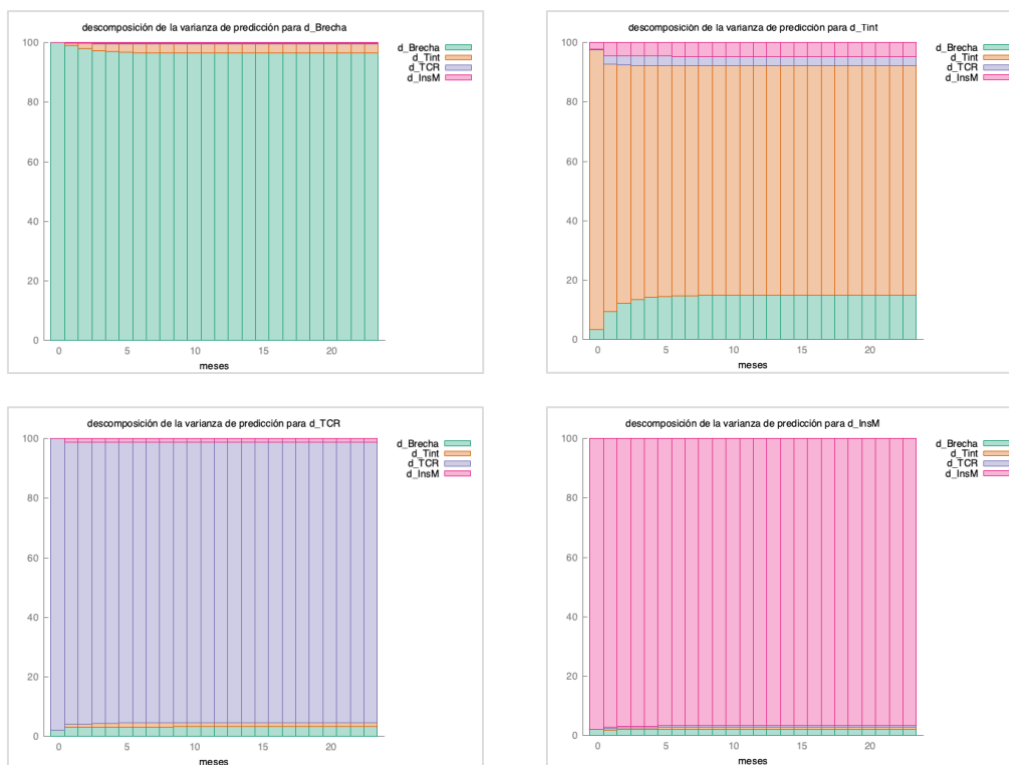 descomposición de la varianza de predicción para d_Brecha
100
80
60
40
20
0
0 5 10 15 20
meses
d_Brecha
d_Tint
d_TCR
d_InsM
descomposición de la varianza de predicción para d_Tint
100
80
60
40
20
0
0 5 10 15 20
meses
d_Brecha
d_Tint
d_TCR
d_InsM
descomposición de la varianza de predicción para d_TCR
100
80
60
40
20
0
0 5 10 15 20
meses
d_Brecha
d_Tint
d_TCR
d_InsM
descomposición de la varianza de predicción para d_InsM
100
80
60
40
20
0
0 5 10 15 20
meses
d_Brecha
d_Tint
d_TCR
d_InsM